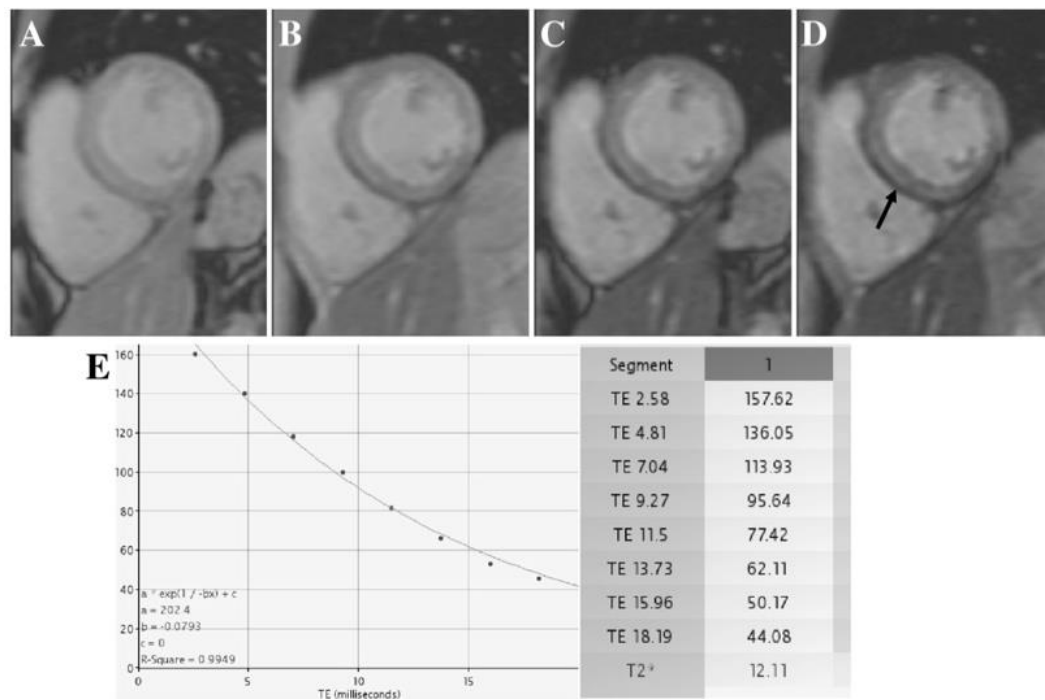 A
B
C
D
E
160
140
120
100
80
60
40
20
0
a * exp(1 / -bx) + c
a = 202.4
b = -0.0793
c = 0
R-Square = 0.9949
0 5 10 15
TE (milliseconds)
Segment 1
TE 2.58 157.62
TE 4.81 136.05
TE 7.04 113.93
TE 9.27 95.64
TE 11.5 77.42
TE 13.73 62.11
TE 15.96 50.17
TE 18.19 44.08
T2* 12.11